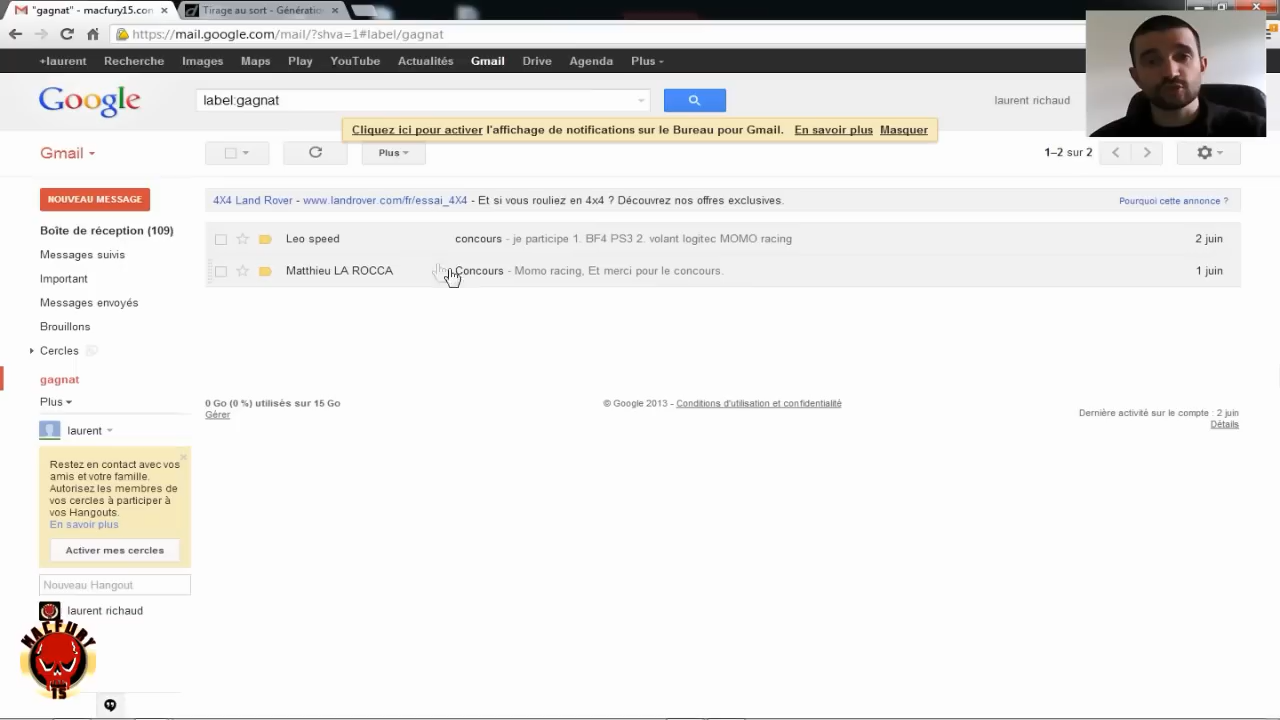 "gagnat" - macfury15.con
Tirage au sort - Génératio
https://mail.google.com/mail/?shva=1#label/gagnat
+laurent Recherche Images Maps Play YouTube Actualités Gmail Drive Agenda Plus
Google
label:gagnat
laurent richaud
Cliquez ici pour activer l'affichage de notifications sur le Bureau pour Gmail. En savoir plus Masquer
Gmail
Plus
1–2 sur 2
NOUVEAU MESSAGE
4X4 Land Rover - www.landrover.com/fr/essai_4X4 - Et si vous rouliez en 4x4 ? Découvrez nos offres exclusives.
Pourquoi cette annonce ?
Boîte de réception (109)
Messages suivis
Important
Messages envoyés
Brouillons
Cercles
gagnat
Plus
Leo speed concours - je participe 1. BF4 PS3 2. volant logitec MOMO racing 2 juin
Matthieu LA ROCCA Concours - Momo racing, Et merci pour le concours. 1 juin
0 Go (0 %) utilisés sur 15 Go
Gérer
© Google 2013 - Conditions d'utilisation et confidentialité
Dernière activité sur le compte : 2 juin
Détails
laurent
Restez en contact avec vos
amis et votre famille.
Autorisez les membres de
vos cercles à participer à
vos Hangouts.
En savoir plus
Activer mes cercles
Nouveau Hangout
laurent richaud
MACFURY
15